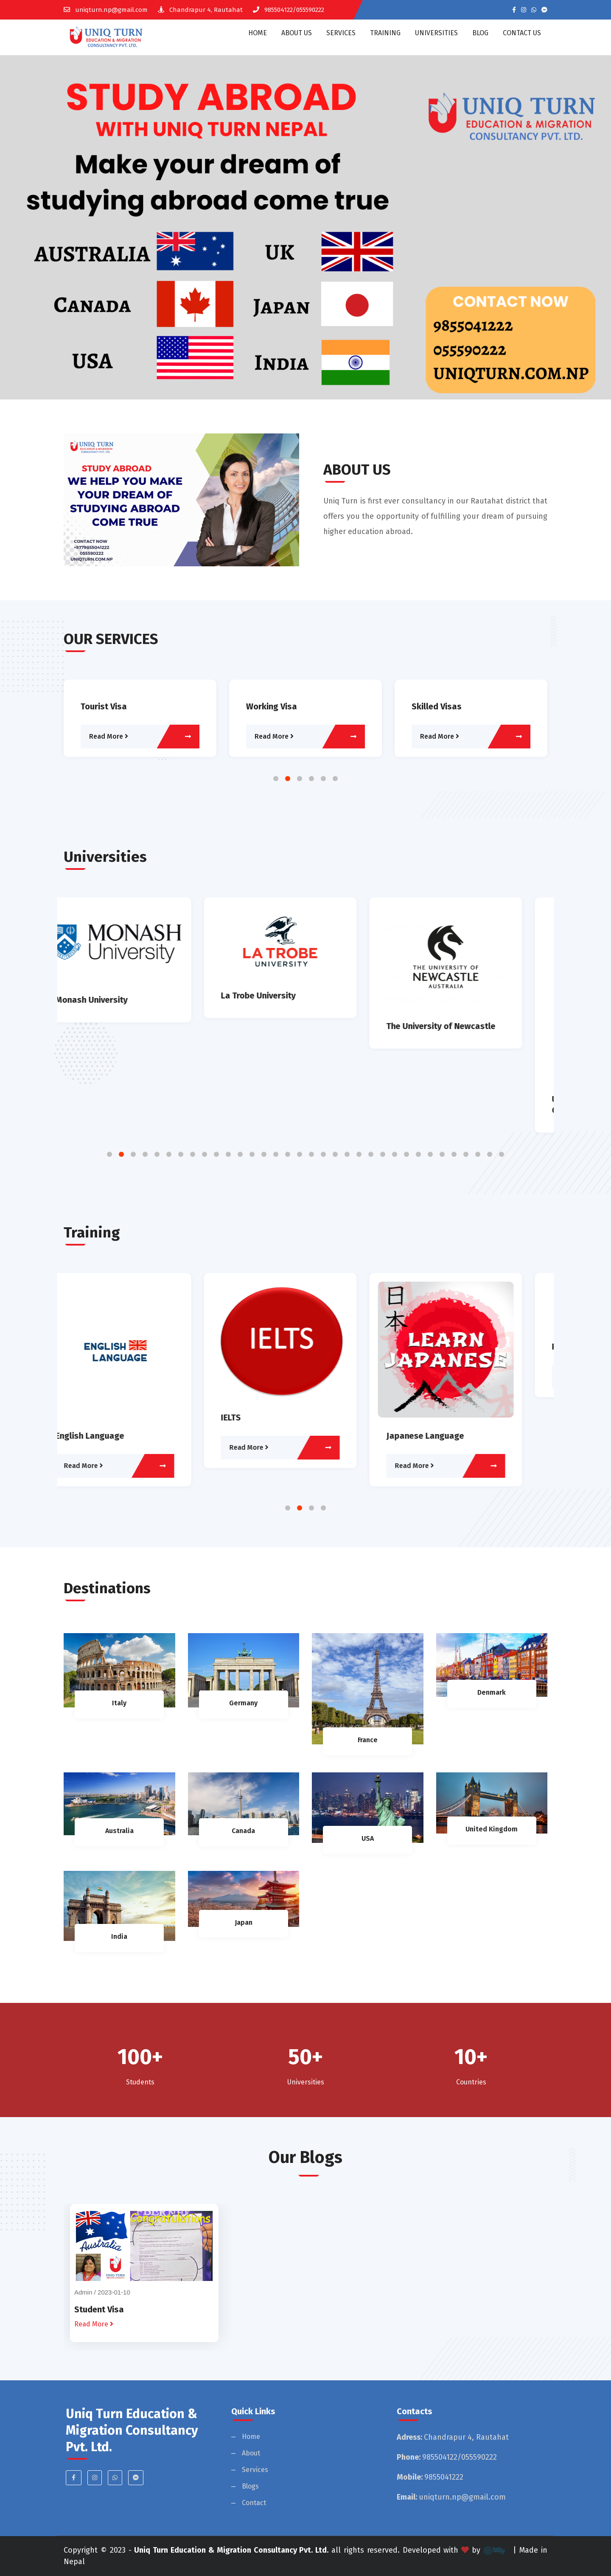 uniqturn.np@gmail.com Chandrapur 4, Rautahat 9855041122/055590222
UNIQ TURN
EDUCATION & MIGRATION
CONSULTANCY PVT. LTD.
HOME ABOUT US SERVICES TRAINING UNIVERSITIES BLOG CONTACT US
STUDY ABROAD
WITH UNIQ TURN NEPAL
Make your dream of
studying abroad come true
UNIQ TURN
EDUCATION & MIGRATION
CONSULTANCY PVT. LTD.
AUSTRALIA UK
CANADA JAPAN
USA INDIA
CONTACT NOW
9855041222
055590222
UNIQTURN.COM.NP
UNIQ TURN
EDUCATION & MIGRATION
CONSULTANCY PVT. LTD.
STUDY ABROAD
WE HELP YOU MAKE
YOUR DREAM OF
STUDYING ABROAD
COME TRUE
CONTACT NOW
+9779855041222
055590222
UNIQTURN.COM.NP
ABOUT US
Uniq Turn is first ever consultancy in our Rautahat district that
offers you the opportunity of fulfilling your dream of pursuing
higher education abroad.
OUR SERVICES
Tourist Visa
Read More
Working Visa
Read More
Skilled Visas
Read More
Universities
MONASH
University
Monash University
LA TROBE
UNIVERSITY
La Trobe University
THE UNIVERSITY OF
NEWCASTLE
AUSTRALIA
The University of Newcastle
Training
ENGLISH
LANGUAGE
English Language
Read More
IELTS
IELTS
Read More
日
本
LEARN
JAPANESE
Japanese Language
Read More
Destinations
Italy
Germany
France
Denmark
Australia
Canada
USA
United Kingdom
India
Japan
100+
Students
50+
Universities
10+
Countries
Our Blogs
Congratulations
Australia
Admin / 2023-01-10
Student Visa
Read More
Uniq Turn Education &
Migration Consultancy
Pvt. Ltd.
Quick Links
Home
About
Services
Blogs
Contact
Contacts
Adress: Chandrapur 4, Rautahat
Phone: 9855041122/055590222
Mobile: 9855041222
Email: uniqturn.np@gmail.com
Copyright © 2023 - Uniq Turn Education & Migration Consultancy Pvt. Ltd. all rights reserved. Developed with ❤ by | Made in
Nepal